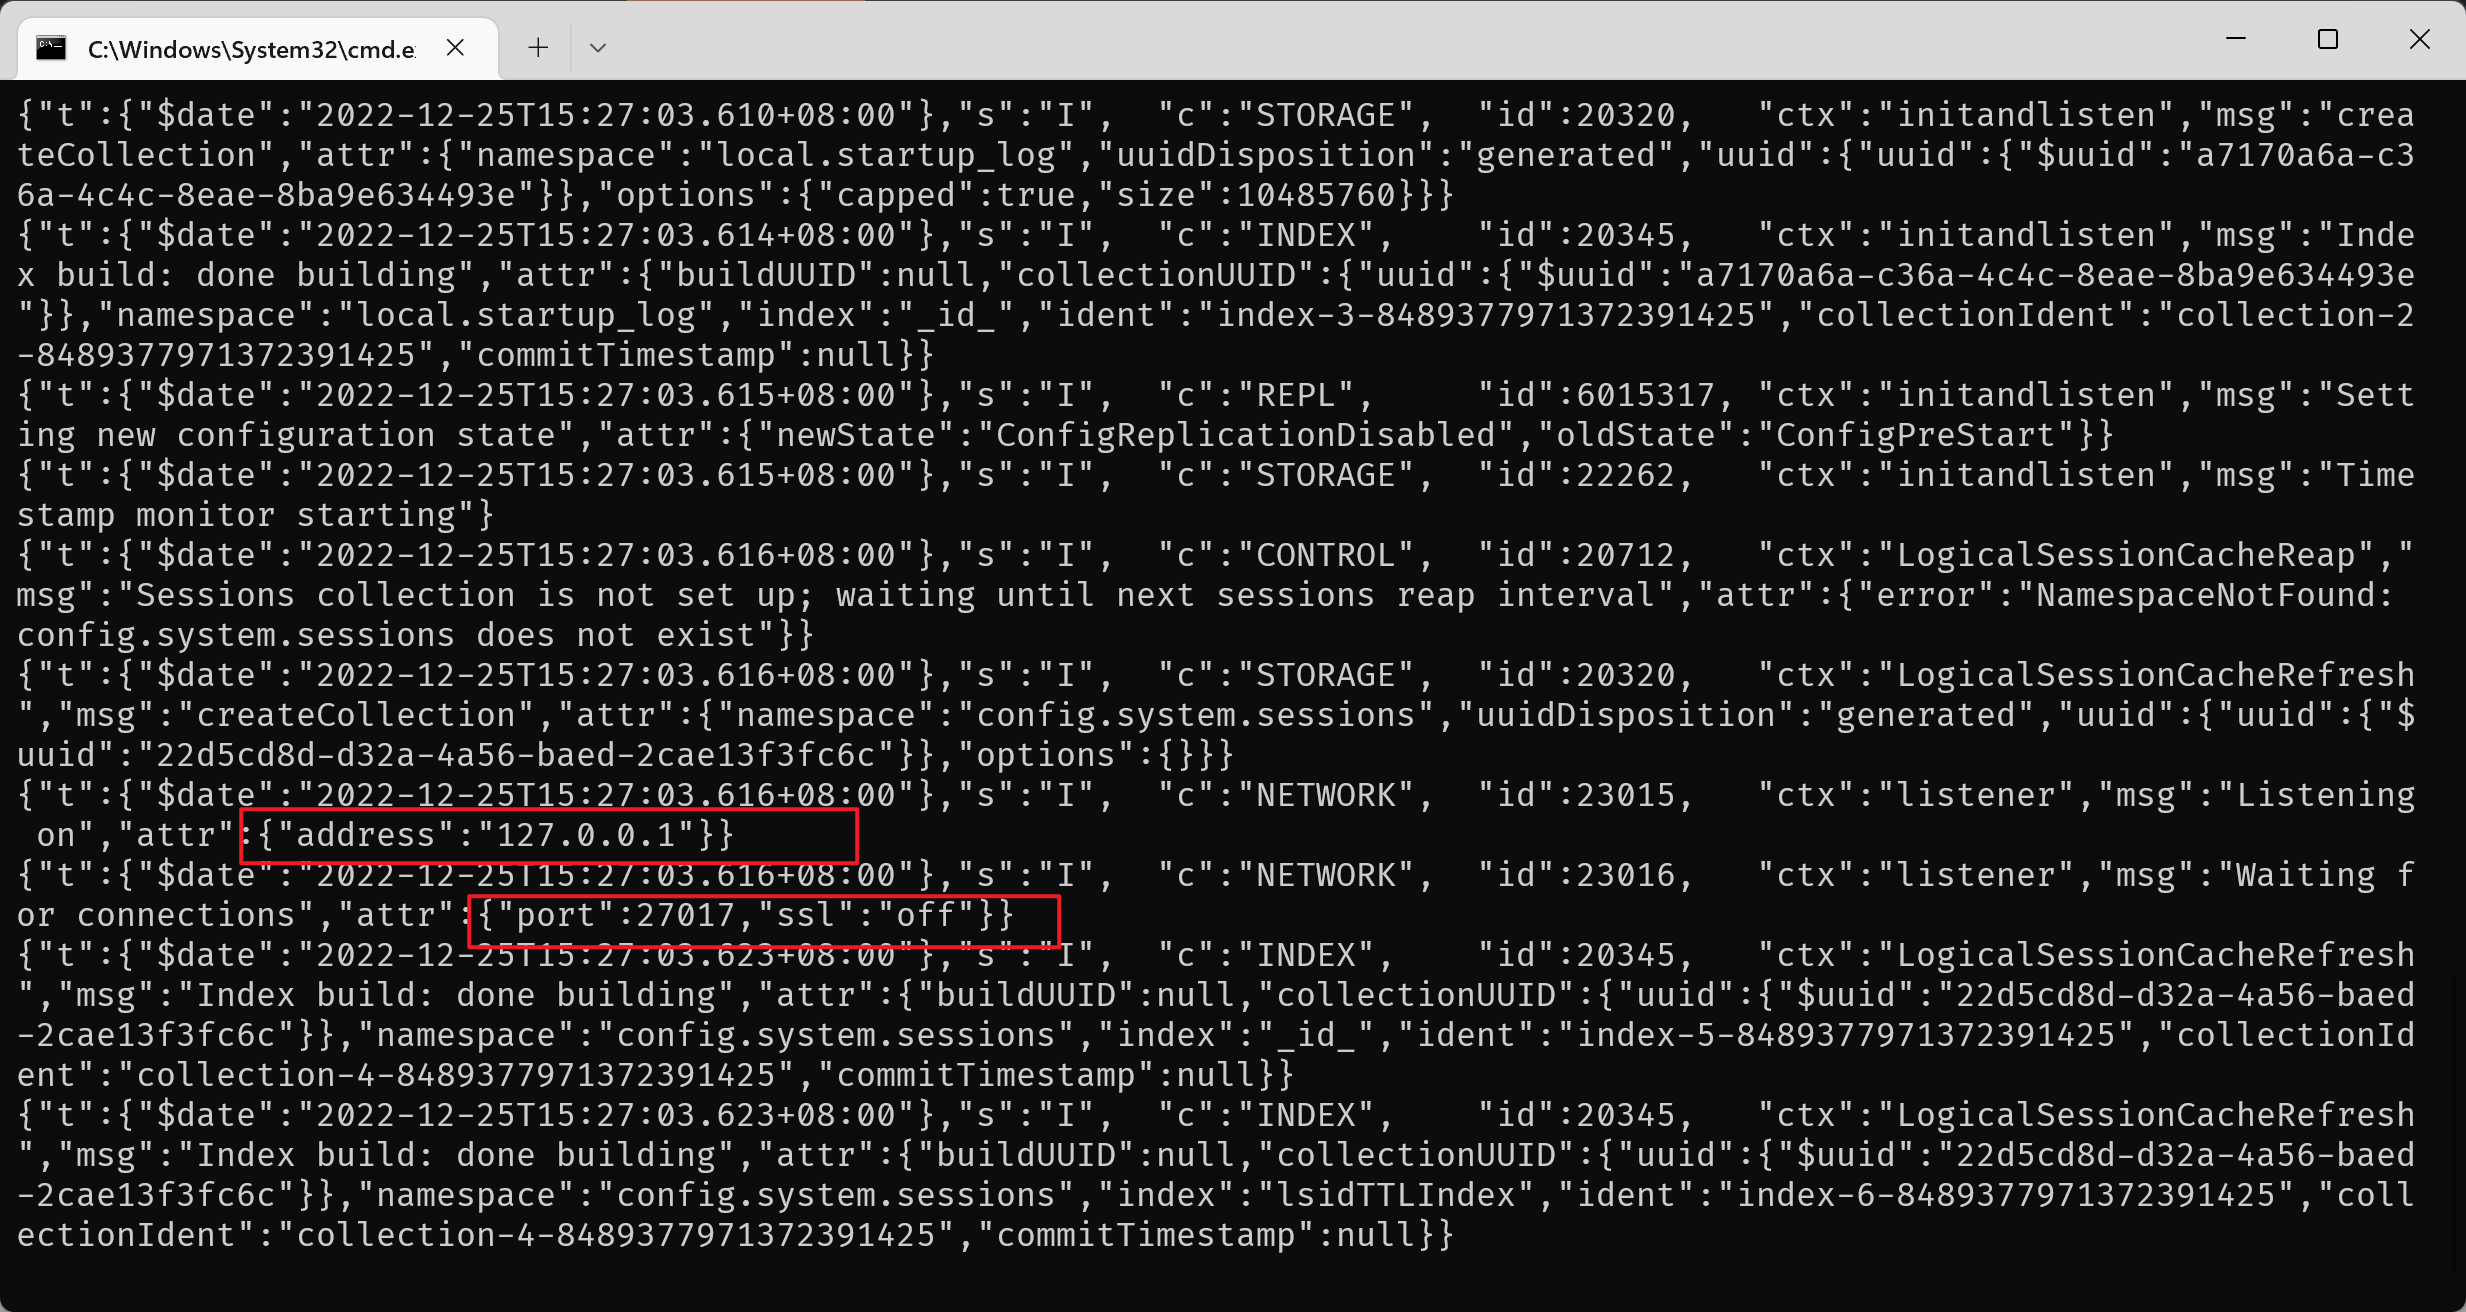 C:\Windows\System32\cmd.e
{"t":{"$date":"2022-12-25T15:27:03.610+08:00"},"s":"I",  "c":"STORAGE",  "id":20320,   "ctx":"initandlisten","msg":"crea
teCollection","attr":{"namespace":"local.startup_log","uuidDisposition":"generated","uuid":{"uuid":{"$uuid":"a7170a6a-c3
6a-4c4c-8eae-8ba9e634493e"}},"options":{"capped":true,"size":10485760}}}
{"t":{"$date":"2022-12-25T15:27:03.614+08:00"},"s":"I",  "c":"INDEX",    "id":20345,   "ctx":"initandlisten","msg":"Inde
x build: done building","attr":{"buildUUID":null,"collectionUUID":{"uuid":{"$uuid":"a7170a6a-c36a-4c4c-8eae-8ba9e634493e
"}},"namespace":"local.startup_log","index":"_id_","ident":"index-3-8489377971372391425","collectionIdent":"collection-2
-8489377971372391425","commitTimestamp":null}}
{"t":{"$date":"2022-12-25T15:27:03.615+08:00"},"s":"I",  "c":"REPL",     "id":6015317, "ctx":"initandlisten","msg":"Sett
ing new configuration state","attr":{"newState":"ConfigReplicationDisabled","oldState":"ConfigPreStart"}}
{"t":{"$date":"2022-12-25T15:27:03.615+08:00"},"s":"I",  "c":"STORAGE",  "id":22262,   "ctx":"initandlisten","msg":"Time
stamp monitor starting"}
{"t":{"$date":"2022-12-25T15:27:03.616+08:00"},"s":"I",  "c":"CONTROL",  "id":20712,   "ctx":"LogicalSessionCacheReap","
msg":"Sessions collection is not set up; waiting until next sessions reap interval","attr":{"error":"NamespaceNotFound:
config.system.sessions does not exist"}}
{"t":{"$date":"2022-12-25T15:27:03.616+08:00"},"s":"I",  "c":"STORAGE",  "id":20320,   "ctx":"LogicalSessionCacheRefresh
","msg":"createCollection","attr":{"namespace":"config.system.sessions","uuidDisposition":"generated","uuid":{"uuid":{"$
uuid":"22d5cd8d-d32a-4a56-baed-2cae13f3fc6c"}},"options":{}}}
{"t":{"$date":"2022-12-25T15:27:03.616+08:00"},"s":"I",  "c":"NETWORK",  "id":23015,   "ctx":"listener","msg":"Listening
 on","attr":{"address":"127.0.0.1"}}
{"t":{"$date":"2022-12-25T15:27:03.616+08:00"},"s":"I",  "c":"NETWORK",  "id":23016,   "ctx":"listener","msg":"Waiting f
or connections","attr":{"port":27017,"ssl":"off"}}
{"t":{"$date":"2022-12-25T15:27:03.623+08:00"},"s":"I",  "c":"INDEX",    "id":20345,   "ctx":"LogicalSessionCacheRefresh
","msg":"Index build: done building","attr":{"buildUUID":null,"collectionUUID":{"uuid":{"$uuid":"22d5cd8d-d32a-4a56-baed
-2cae13f3fc6c"}},"namespace":"config.system.sessions","index":"_id_","ident":"index-5-8489377971372391425","collectionId
ent":"collection-4-8489377971372391425","commitTimestamp":null}}
{"t":{"$date":"2022-12-25T15:27:03.623+08:00"},"s":"I",  "c":"INDEX",    "id":20345,   "ctx":"LogicalSessionCacheRefresh
","msg":"Index build: done building","attr":{"buildUUID":null,"collectionUUID":{"uuid":{"$uuid":"22d5cd8d-d32a-4a56-baed
-2cae13f3fc6c"}},"namespace":"config.system.sessions","index":"lsidTTLIndex","ident":"index-6-8489377971372391425","coll
ectionIdent":"collection-4-8489377971372391425","commitTimestamp":null}}